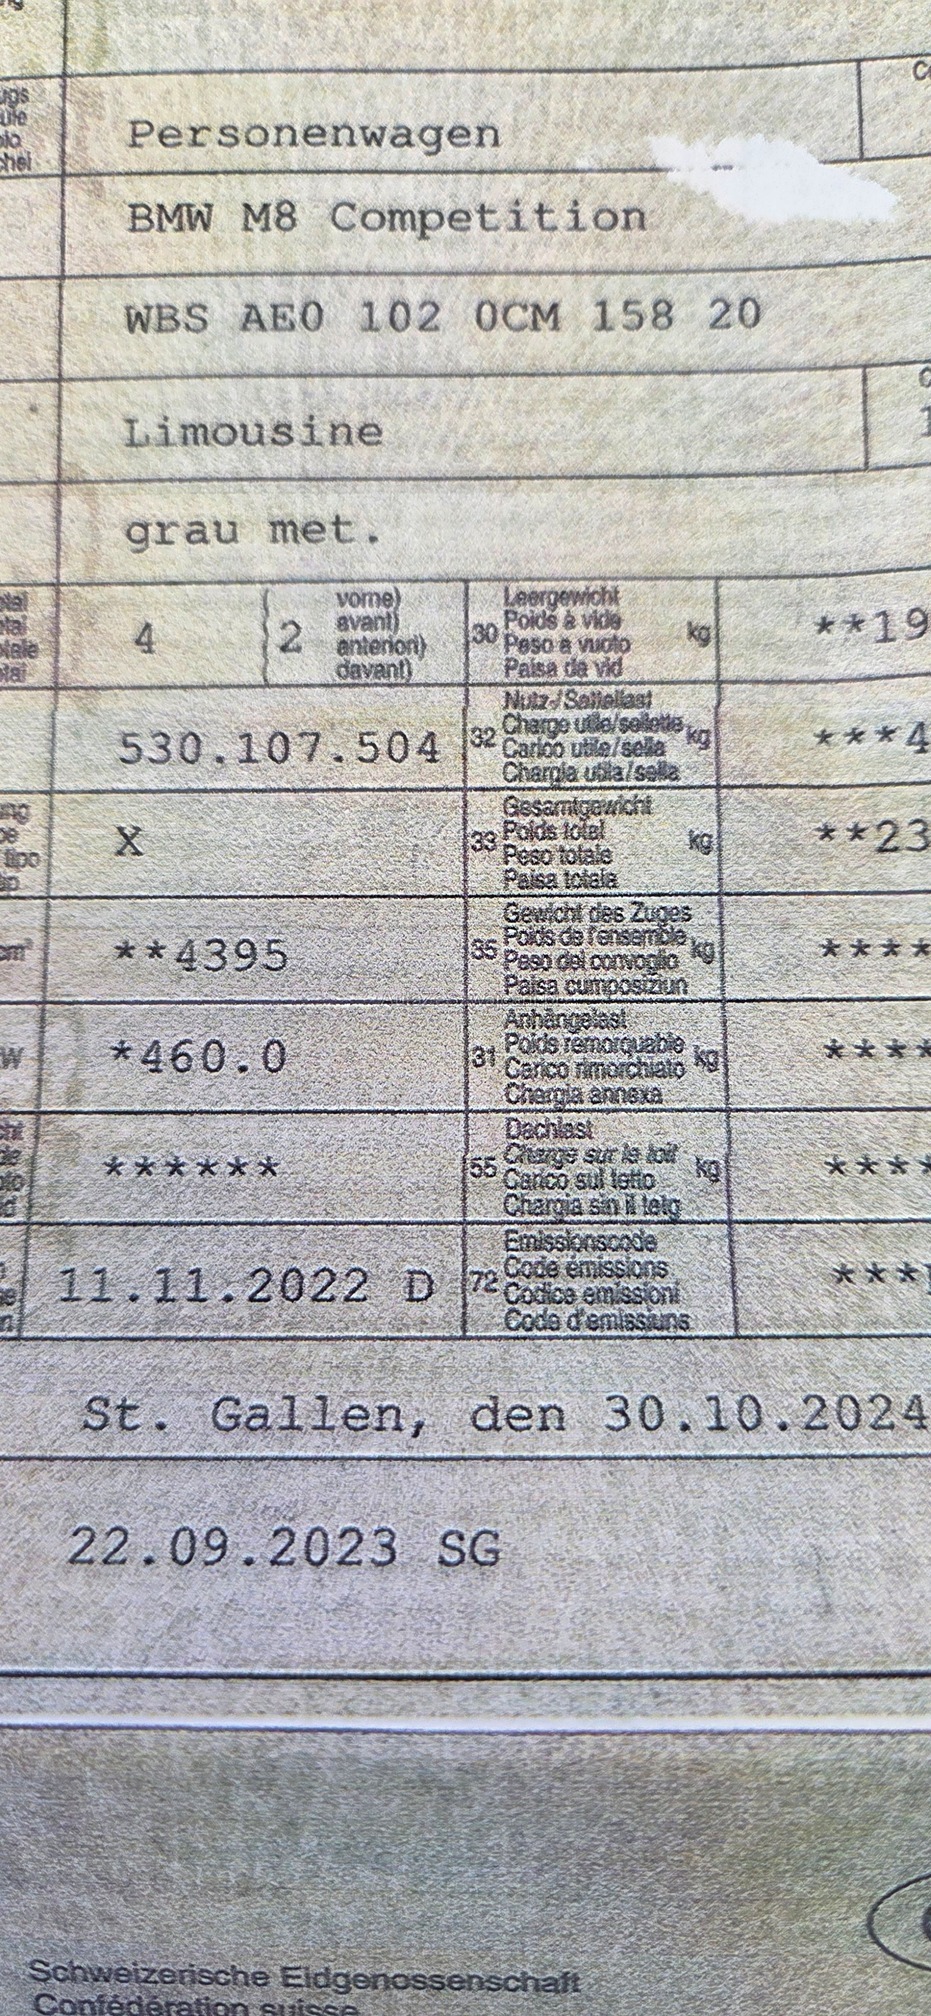 Personenwagen
BMW M8 Competition
WBS AE0 102 0CM 158 20
Limousine
grau met.
4 2 vorne) avant) anteriori) davant)
30 Leergewicht Poids à vide Peso a vuoto Paisa da vid kg **19
530.107.504
32 Nutz-/Sattellast Charge utile/sellette Carico utile/sella Chargia utila/sella kg ***4
X
33 Gesamtgewicht Poids total Peso totale Paisa totala kg **23
**4395
35 Gewicht des Zuges Poids de l'ensemble Peso del convoglio Paisa cumposiziun kg ****
*460.0
31 Anhängelast Poids remorquable Carico rimorchiato Chargia annexa kg ****
******
55 Dachlast Charge sur le toit Carico sul tetto Chargia sin il tetg kg ****
11.11.2022 D
72 Emissionscode Code émissions Codice emissioni Code d'emissiuns ***
St. Gallen, den 30.10.2024
22.09.2023 SG
Schweizerische Eidgenossenschaft
Confédération suisse